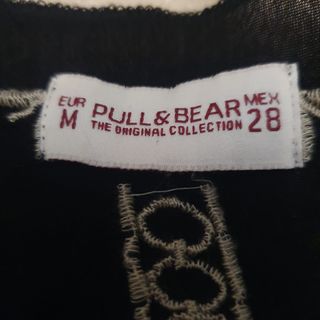 EUR PULL&BEAR MEX
M THE ORIGINAL COLLECTION 28